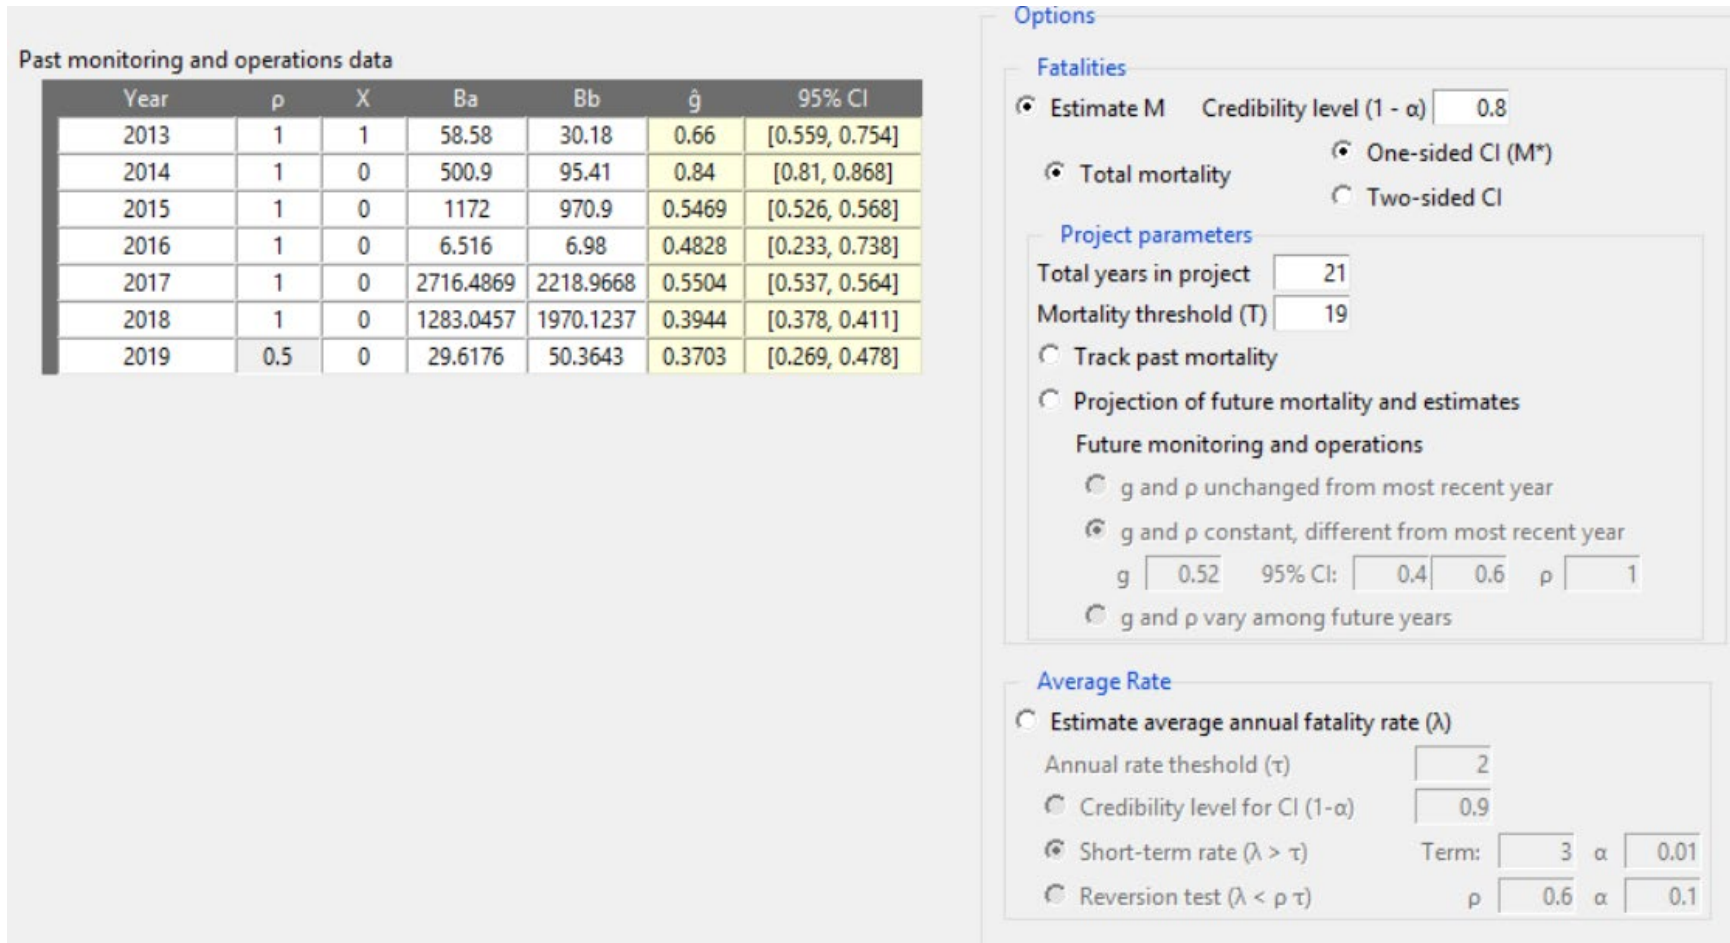 Past monitoring and operations data
Year ρ X Ba Bb ĝ 95% CI
2013 1 1 58.58 30.18 0.66 [0.559, 0.754]
2014 1 0 500.9 95.41 0.84 [0.81, 0.868]
2015 1 0 1172 970.9 0.5469 [0.526, 0.568]
2016 1 0 6.516 6.98 0.4828 [0.233, 0.738]
2017 1 0 2716.4869 2218.9668 0.5504 [0.537, 0.564]
2018 1 0 1283.0457 1970.1237 0.3944 [0.378, 0.411]
2019 0.5 0 29.6176 50.3643 0.3703 [0.269, 0.478]
Options
Fatalities
Estimate M Credibility level (1 - α) 0.8
One-sided CI (M*)
Total mortality
Two-sided CI
Project parameters
Total years in project 21
Mortality threshold (T) 19
Track past mortality
Projection of future mortality and estimates
Future monitoring and operations
g and ρ unchanged from most recent year
g and ρ constant, different from most recent year
g 0.52 95% CI: 0.4 0.6 ρ 1
g and ρ vary among future years
Average Rate
Estimate average annual fatality rate (λ)
Annual rate theshold (τ) 2
Credibility level for CI (1-α) 0.9
Short-term rate (λ > τ) Term: 3 α 0.01
Reversion test (λ < ρ τ) ρ 0.6 α 0.1